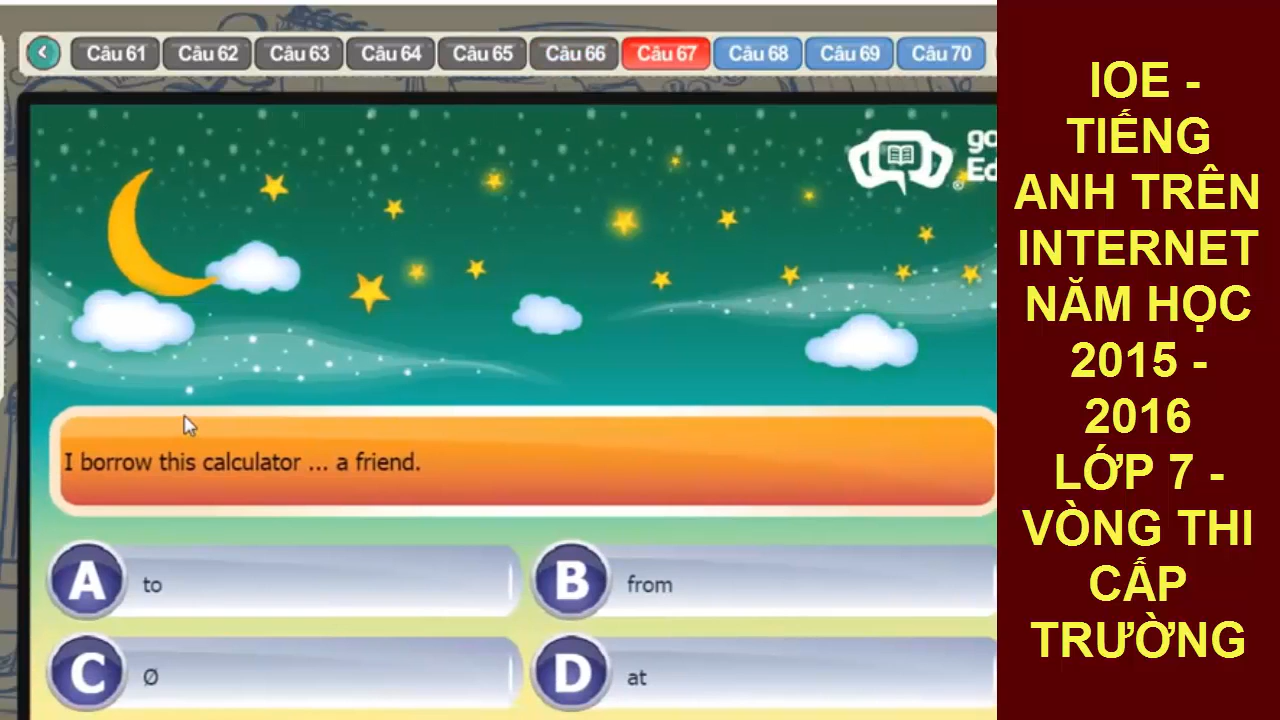 Câu 61 Câu 62 Câu 63 Câu 64 Câu 65 Câu 66 Câu 67 Câu 68 Câu 69 Câu 70
I borrow this calculator ... a friend.
A to
B from
C Ø
D at
IOE -
TIẾNG
ANH TRÊN
INTERNET
NĂM HỌC
2015 -
2016
LỚP 7 -
VÒNG THI
CẤP
TRƯỜNG